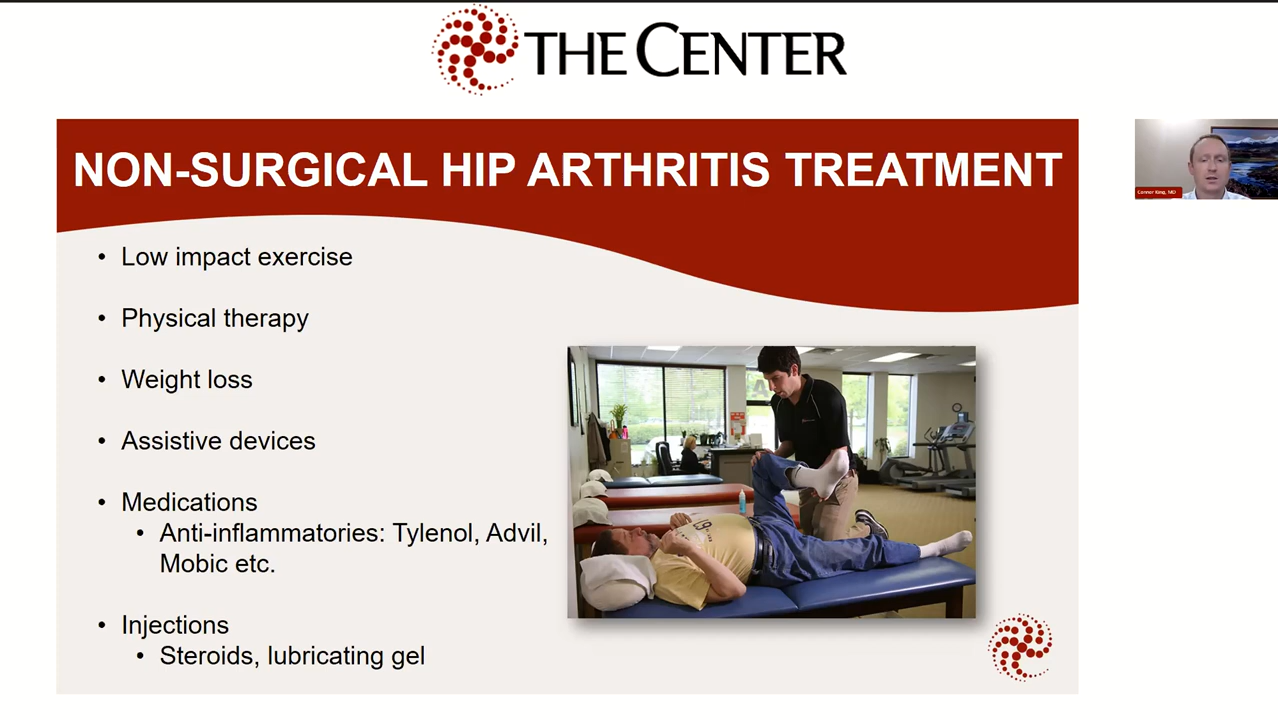 THE CENTER
NON-SURGICAL HIP ARTHRITIS TREATMENT
Conner King, MD
• Low impact exercise
• Physical therapy
• Weight loss
• Assistive devices
• Medications
• Anti-inflammatories: Tylenol, Advil,
Mobic etc.
• Injections
• Steroids, lubricating gel